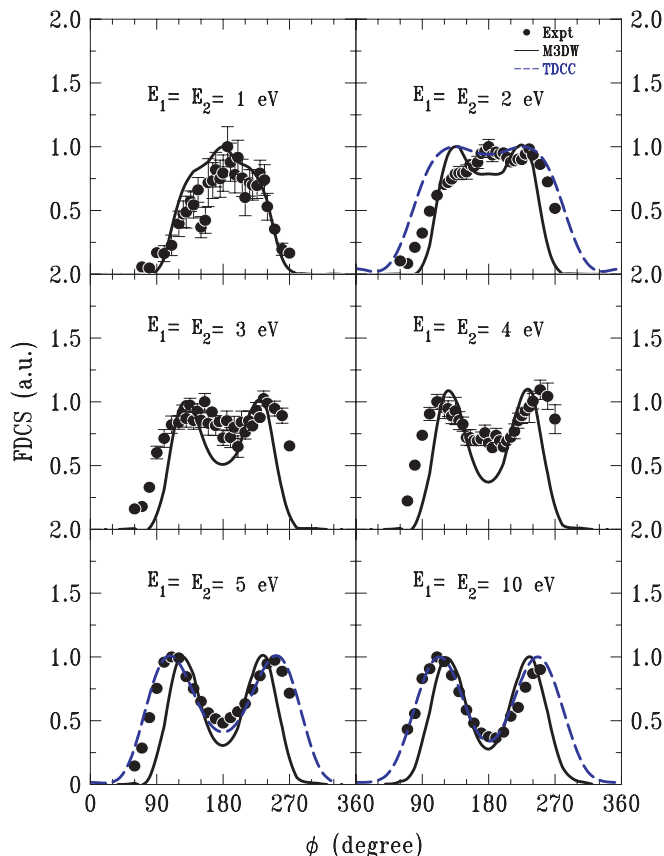 2.0
2.0
Expt
M3DW
TDCC
E1= E2= 1 eV
E1= E2= 2 eV
1.5
1.5
1.0
1.0
0.5
0.5
2.0
2.0
E1= E2= 3 eV
E1= E2= 4 eV
1.5
1.5
FDCS (a.u.)
1.0
1.0
0.5
0.5
2.0
2.0
E1= E2= 5 eV
E1= E2= 10 eV
1.5
1.5
1.0
1.0
0.5
0.5
0
0
0 90 180 270 360 90 180 270 360
ϕ (degree)
ϕ (degree)